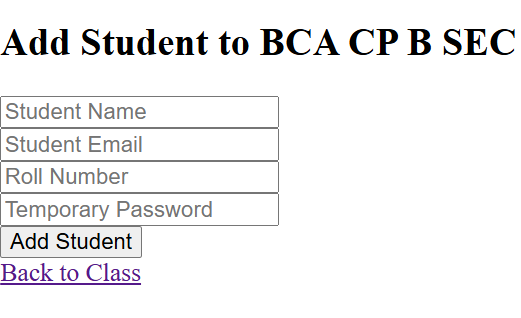 Add Student to BCA CP B SEC
Student Name
Student Email
Roll Number
Temporary Password
Add Student
Back to Class